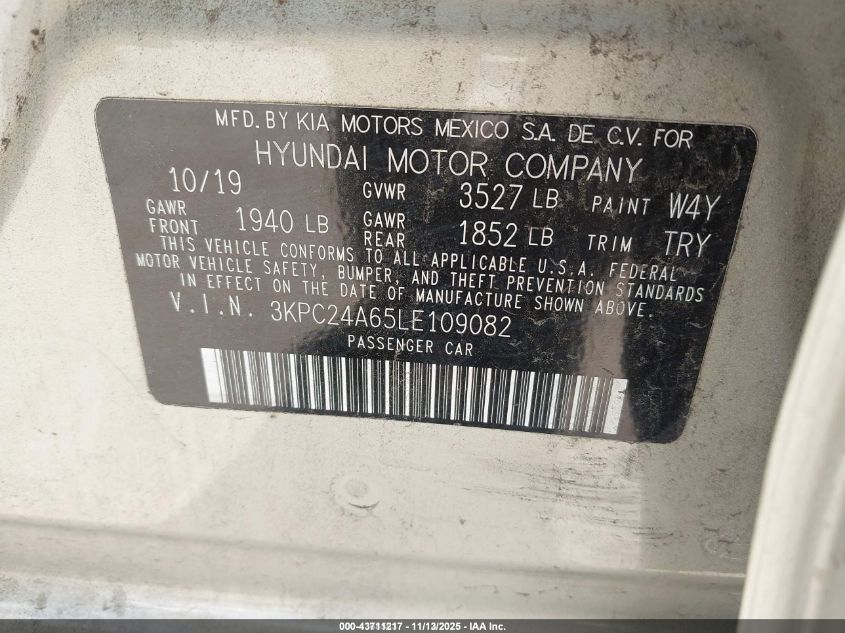 MFD. BY KIA MOTORS MEXICO S.A. DE C.V. FOR
HYUNDAI MOTOR COMPANY
10/19 GVWR 3527 LB PAINT W4Y
GAWR FRONT 1940 LB GAWR REAR 1852 LB TRIM TRY
THIS VEHICLE CONFORMS TO ALL APPLICABLE U.S.A. FEDERAL
MOTOR VEHICLE SAFETY, BUMPER, AND THEFT PREVENTION STANDARDS
IN EFFECT ON THE DATE OF MANUFACTURE SHOWN ABOVE.
V.I.N. 3KPC24A65LE109082
PASSENGER CAR
000-43711217 - 11/13/2025 - IAA Inc.